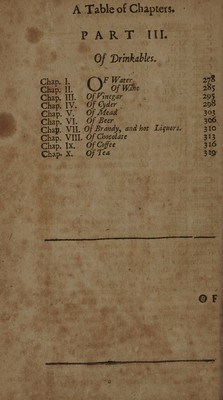 A Table of Chapters.
PART III.
Of Drinkables.
Chap. I. OF Water 278
Chap. II. Of Wine 285
Chap. III. Of Vinegar 295
Chap. IV. Of Cyder 298
Chap. V. Of Mead 303
Chap. VI. Of Beer 306
Chap. VII. Of Brandy, and hot Liquors. 310
Chap. VIII. Of Chocolate 313
Chap. IX. Of Coffee 316
Chap. X. Of Tea 319
OF